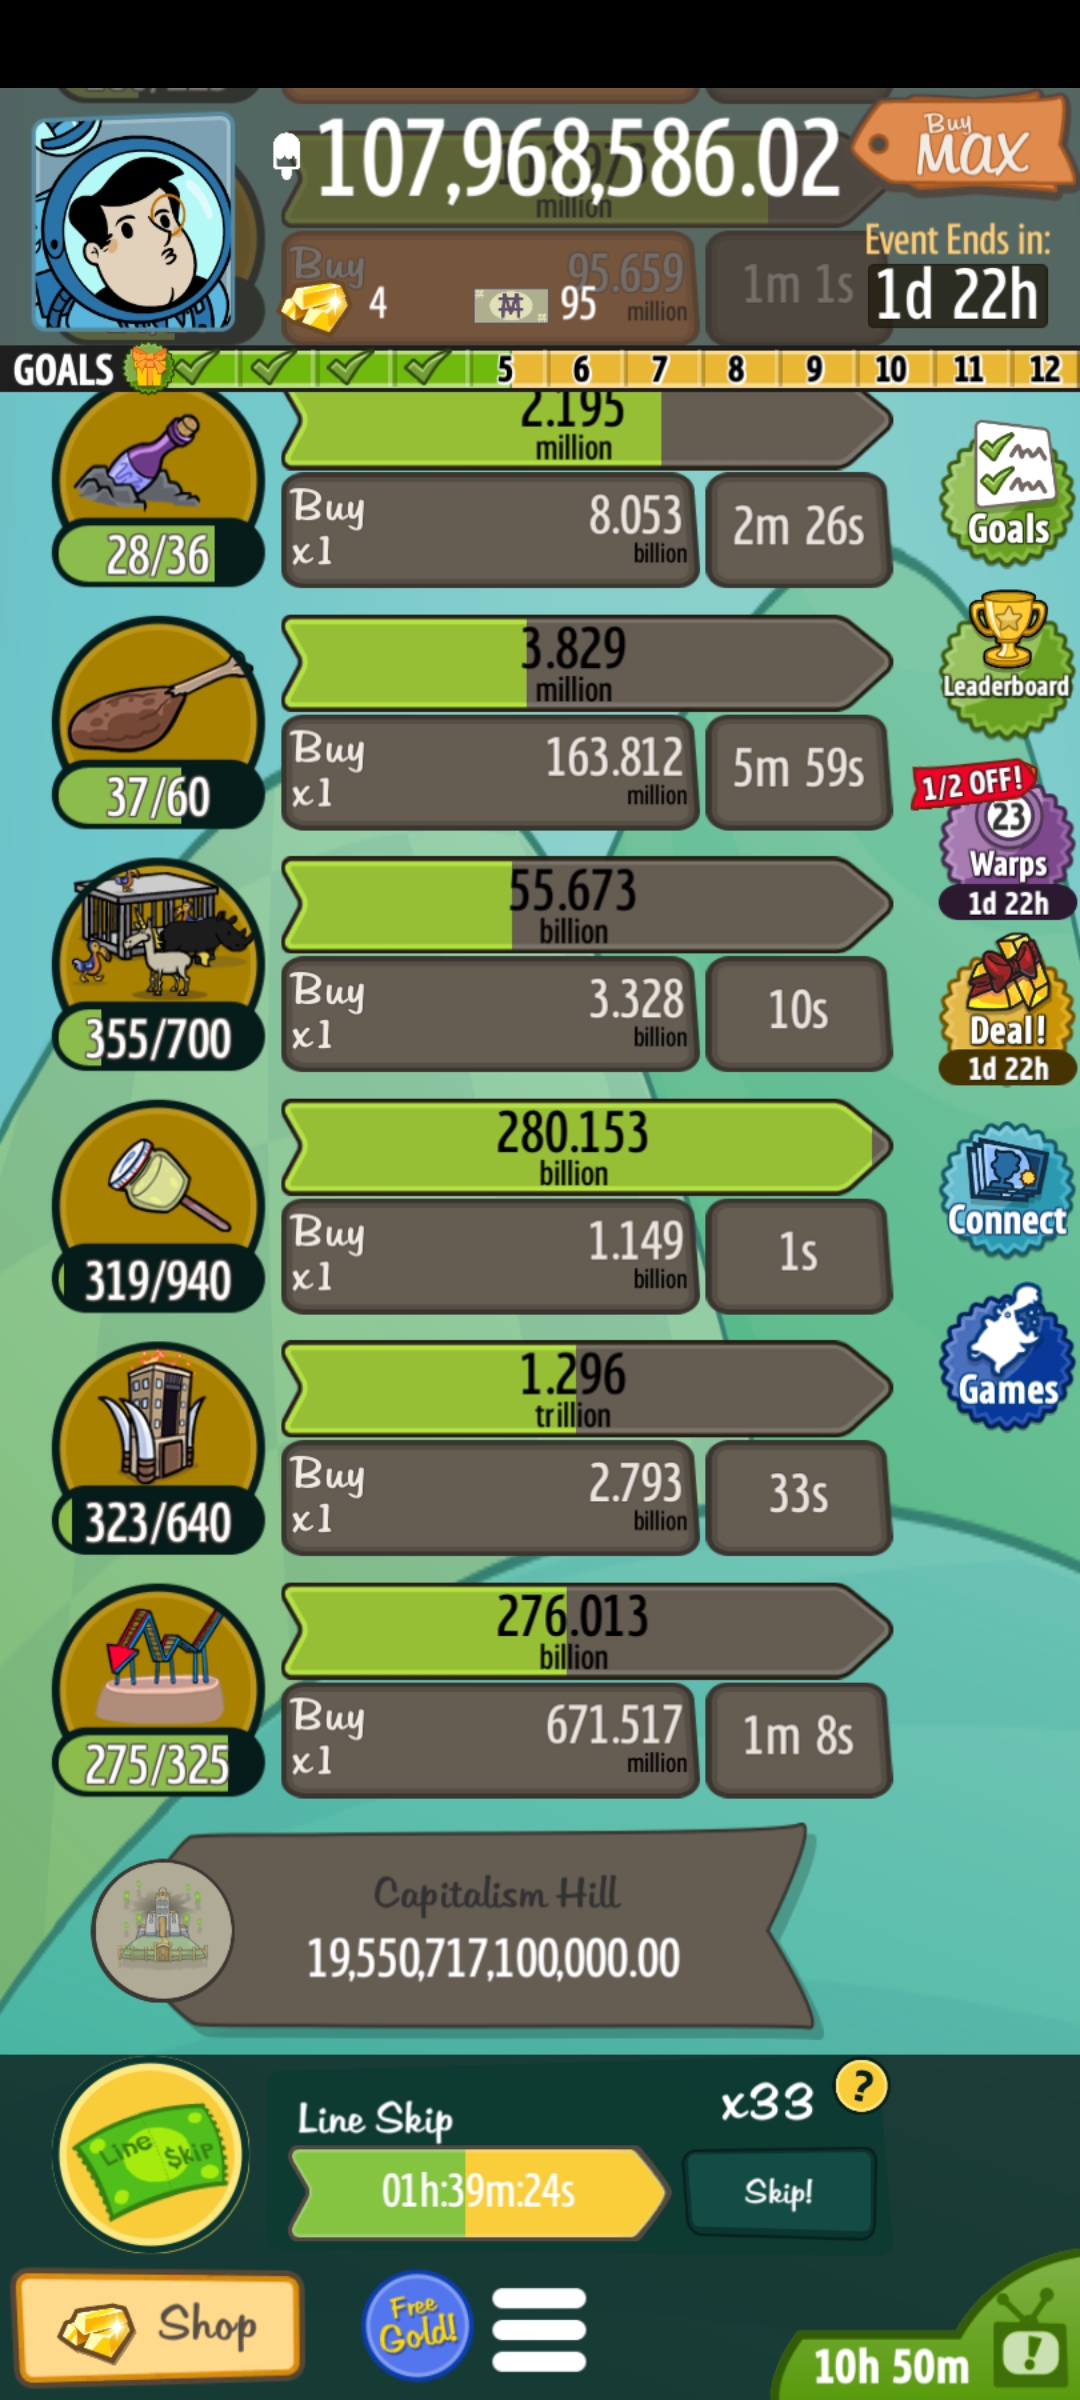 107,968,586.02
Buy
MAX
million
Buy
95.659
million
1m 1s
4
95
Event Ends in:
1d 22h
GOALS
5
6
7
8
9
10
11
12
2.195
million
28/36
Buy
x1
8.053
billion
2m 26s
Goals
3.829
million
37/60
Buy
x1
163.812
million
5m 59s
Leaderboard
1/2 OFF!
23
Warps
1d 22h
55.673
billion
355/700
Buy
x1
3.328
billion
10s
Deal!
1d 22h
280.153
billion
319/940
Buy
x1
1.149
billion
1s
Connect
1.296
trillion
323/640
Buy
x1
2.793
billion
33s
Games
276.013
billion
275/325
Buy
x1
671.517
million
1m 8s
Capitalism Hill
19,550,717,100,000.00
Line $kip
Line Skip
x33
?
01h:39m:24s
Skip!
Shop
Free
Gold!
10h 50m
!